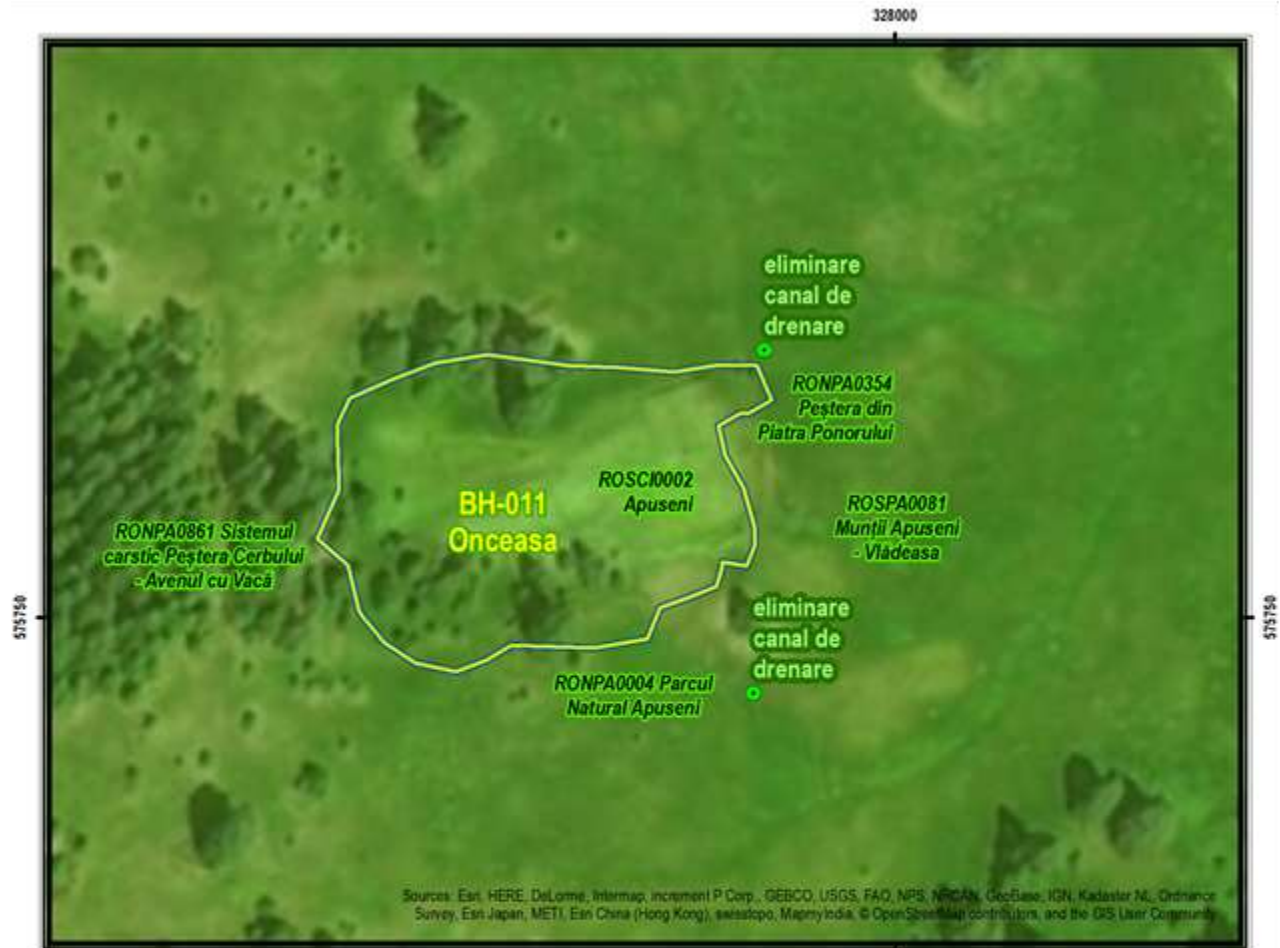 328000
eliminare
canal de
drenare
RONPA0354
Peștera din
Piatra Ponorului
ROSCI0002
Apuseni
BH-011
Onceasa
ROSPA0081
Munții Apuseni
- Vlădeasa
RONPA0861 Sistemul
carstic Peștera Cerbului
- Avenul cu Vacă
575750
575750
eliminare
canal de
drenare
RONPA0004 Parcul
Natural Apuseni
Sources: Esri, HERE, DeLorme, Intermap, increment P Corp., GEBCO, USGS, FAO, NPS, NRCAN, GeoBase, IGN, Kadaster NL, Ordnance
Survey, Esri Japan, METI, Esri China (Hong Kong), swisstopo, MapmyIndia, © OpenStreetMap contributors, and the GIS User Community